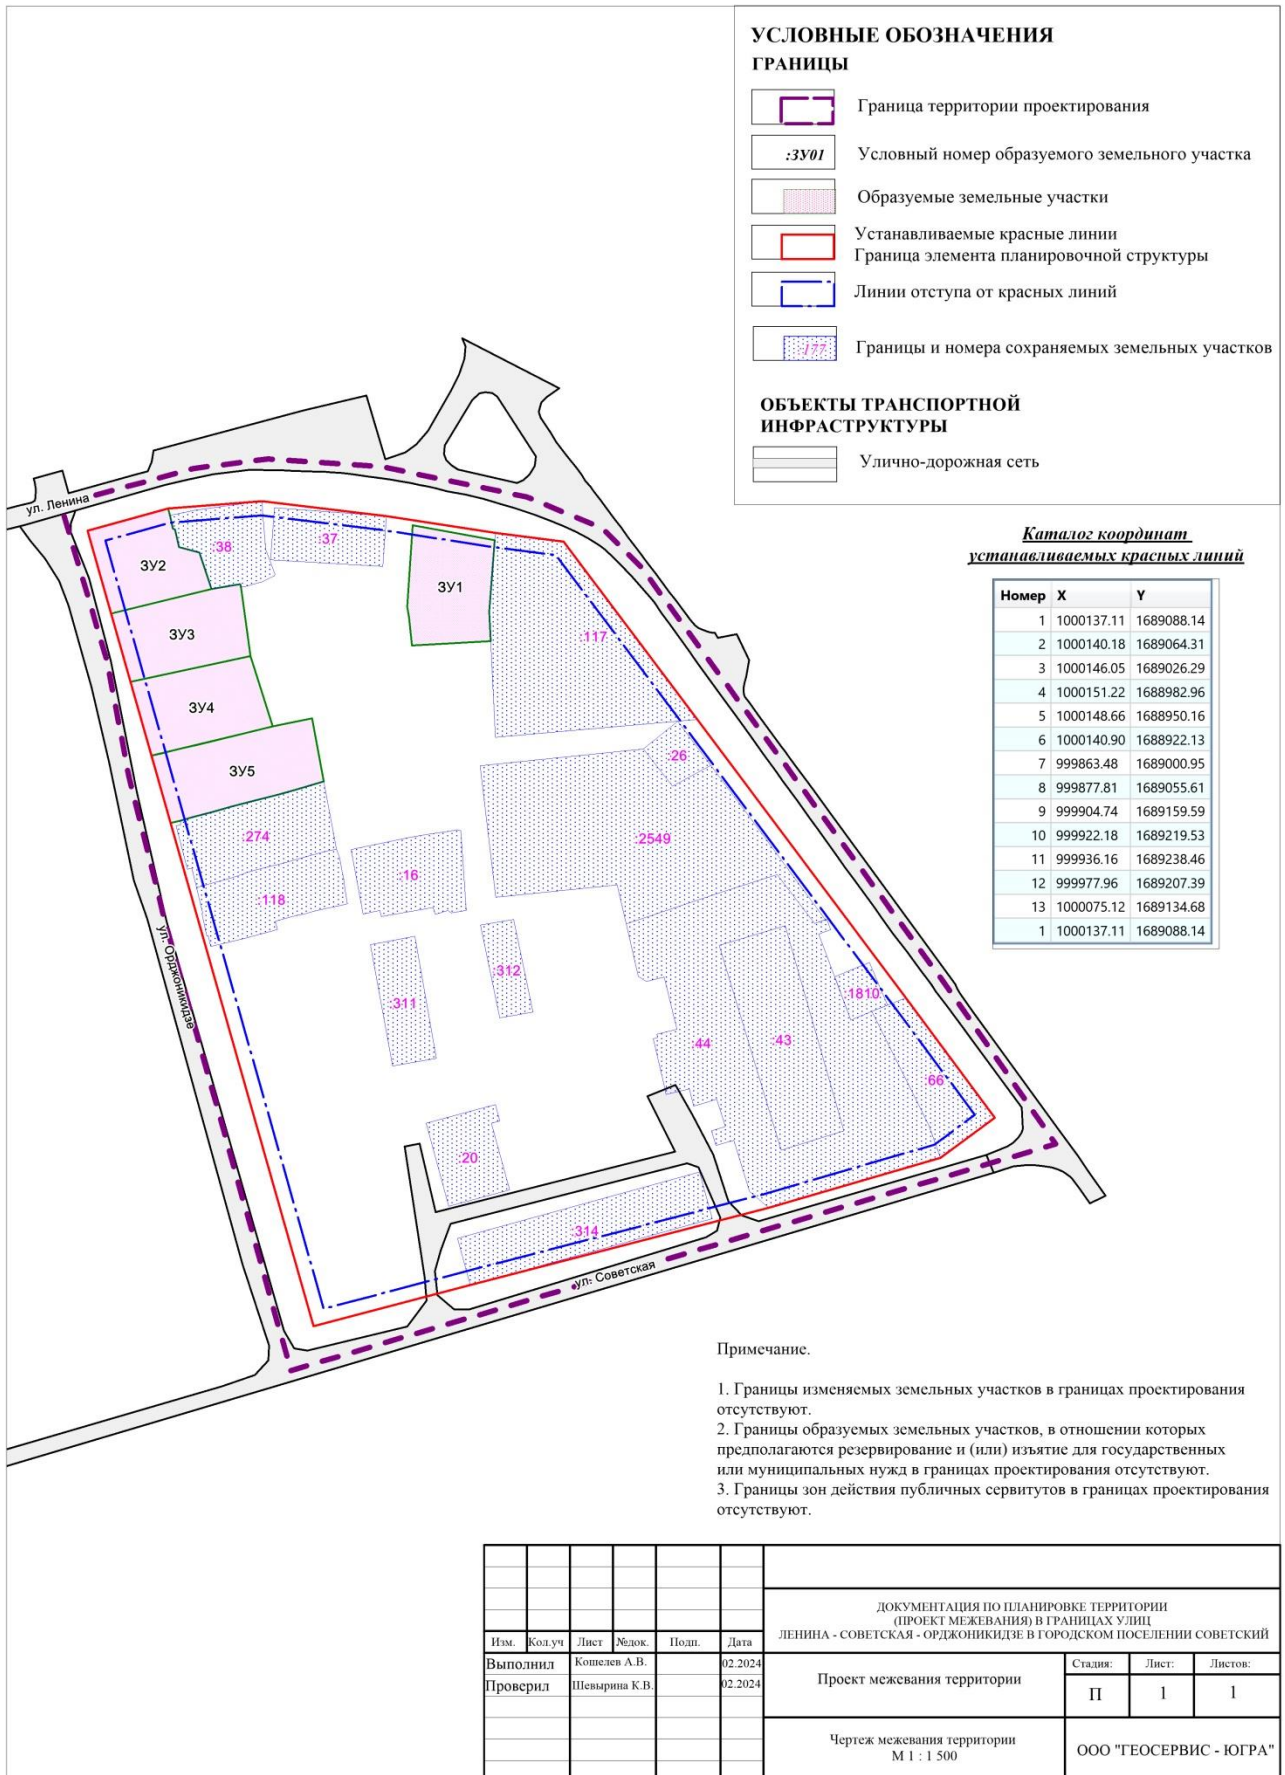 УСЛОВНЫЕ ОБОЗНАЧЕНИЯ
ГРАНИЦЫ
Граница территории проектирования
:ЗУ01 Условный номер образуемого земельного участка
Образуемые земельные участки
Устанавливаемые красные линии
Граница элемента планировочной структуры
Линии отступа от красных линий
:177 Границы и номера сохраняемых земельных участков
ОБЪЕКТЫ ТРАНСПОРТНОЙ
ИНФРАСТРУКТУРЫ
Улично-дорожная сеть
ул. Ленина
:38
:37
ЗУ2
ЗУ1
ЗУ3
:117
ЗУ4
:26
ЗУ5
:274
:2549
:16
:118
ул. Орджоникидзе
:312
:311
:1810
:44
:43
:66
:20
:314
ул. Советская
Каталог координат
устанавливаемых красных линий
Номер X Y
1 1000137.11 1689088.14
2 1000140.18 1689064.31
3 1000146.05 1689026.29
4 1000151.22 1688982.96
5 1000148.66 1688950.16
6 1000140.90 1688922.13
7 999863.48 1689000.95
8 999877.81 1689055.61
9 999904.74 1689159.59
10 999922.18 1689219.53
11 999936.16 1689238.46
12 999977.96 1689207.39
13 1000075.12 1689134.68
1 1000137.11 1689088.14
Примечание.
1. Границы изменяемых земельных участков в границах проектирования
отсутствуют.
2. Границы образуемых земельных участков, в отношении которых
предполагаются резервирование и (или) изъятие для государственных
или муниципальных нужд в границах проектирования отсутствуют.
3. Границы зон действия публичных сервитутов в границах проектирования
отсутствуют.
ДОКУМЕНТАЦИЯ ПО ПЛАНИРОВКЕ ТЕРРИТОРИИ
(ПРОЕКТ МЕЖЕВАНИЯ) В ГРАНИЦАХ УЛИЦ
ЛЕНИНА - СОВЕТСКАЯ - ОРДЖОНИКИДЗЕ В ГОРОДСКОМ ПОСЕЛЕНИИ СОВЕТСКИЙ
Изм. Кол.уч Лист №док. Подп. Дата
Выполнил Кошелев А.В. 02.2024
Проверил Шевырина К.В. 02.2024
Проект межевания территории
Стадия: Лист: Листов:
П 1 1
Чертеж межевания территории
М 1 : 1 500
ООО "ГЕОСЕРВИС - ЮГРА"